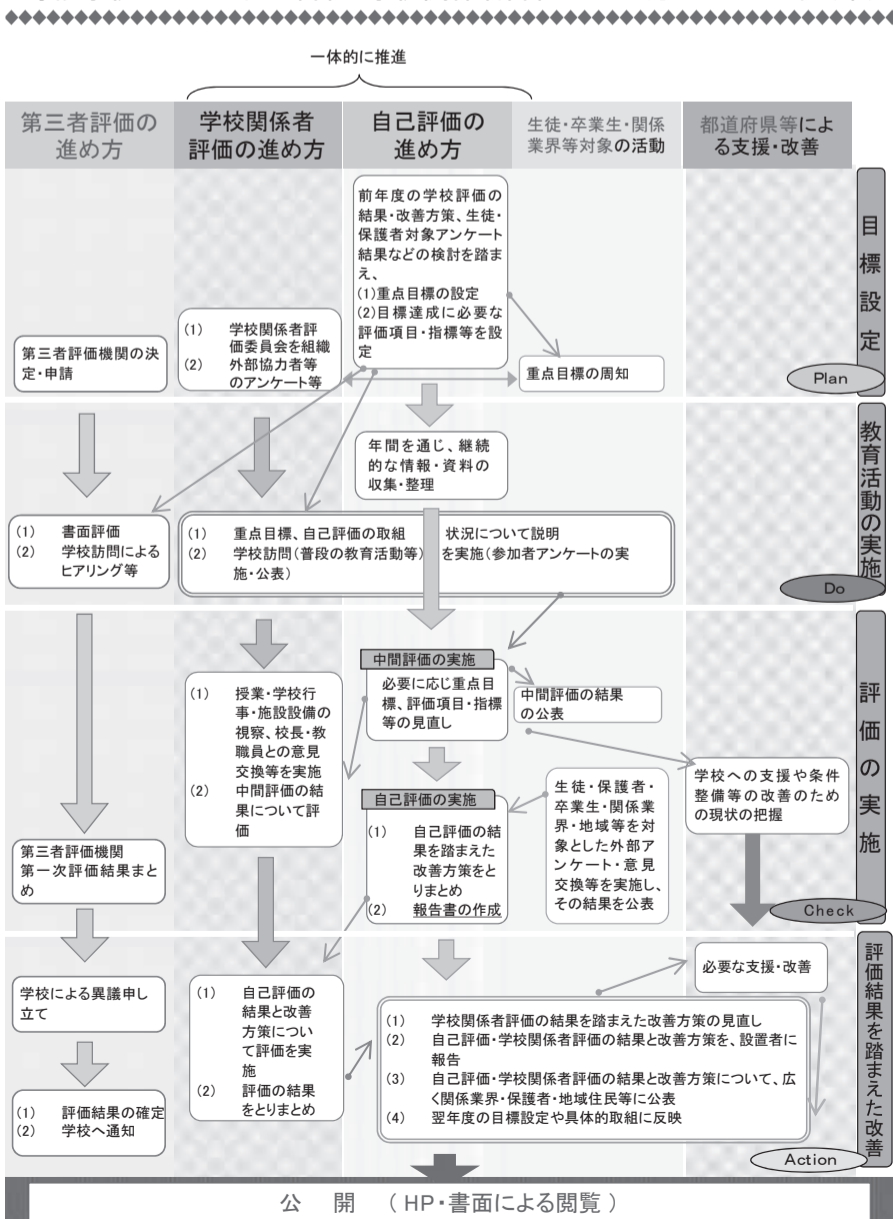 一体的に推進
第三者評価の
進め方
学校関係者
評価の進め方
自己評価の
進め方
生徒・卒業生・関係
業界等対象の活動
都道府県等によ
る支援・改善
目標設定
Plan
前年度の学校評価の
結果・改善方策、生徒・
保護者対象アンケート
結果などの検討を踏ま
え、
(1)重点目標の設定
(2)目標達成に必要な
評価項目・指標等を設
定
第三者評価機関の決
定・申請
(1) 学校関係者評
価委員会を組織
(2) 外部協力者等
のアンケート等
重点目標の周知
教育活動の実施
Do
年間を通じ、継続
的な情報・資料の
収集・整理
(1) 書面評価
(2) 学校訪問による
ヒアリング等
(1) 重点目標、自己評価の取組 状況について説明
(2) 学校訪問(普段の教育活動等) を実施(参加者アンケートの実
施・公表)
評価の実施
Check
中間評価の実施
必要に応じ重点目
標、評価項目・指標
等の見直し
中間評価の結果
の公表
(1) 授業・学校行
事・施設設備の
視察、校長・教
職員との意見
交換等を実施
(2) 中間評価の結
果について評
価
学校への支援や条件
整備等の改善のため
の現状の把握
自己評価の実施
(1) 自己評価の結
果を踏まえた
改善方策をと
りまとめ
(2) 報告書の作成
生徒・保護者・
卒業生・関係業
界・地域等を対
象とした外部ア
ンケート・意見
交換等を実施し、
その結果を公表
第三者評価機関
第一次評価結果まと
め
評価結果を踏まえた改善
Action
必要な支援・改善
学校による異議申し
立て
(1) 自己評価の
結果と改善
方策につい
て評価を実
施
(2) 評価の結果
をとりまとめ
(1) 学校関係者評価の結果を踏まえた改善方策の見直し
(2) 自己評価・学校関係者評価の結果と改善方策を、設置者に
報告
(3) 自己評価・学校関係者評価の結果と改善方策について、広
く関係業界・保護者・地域住民等に公表
(4) 翌年度の目標設定や具体的取組に反映
(1) 評価結果の確定
(2) 学校へ通知
公 開 (HP・書面による閲覧)